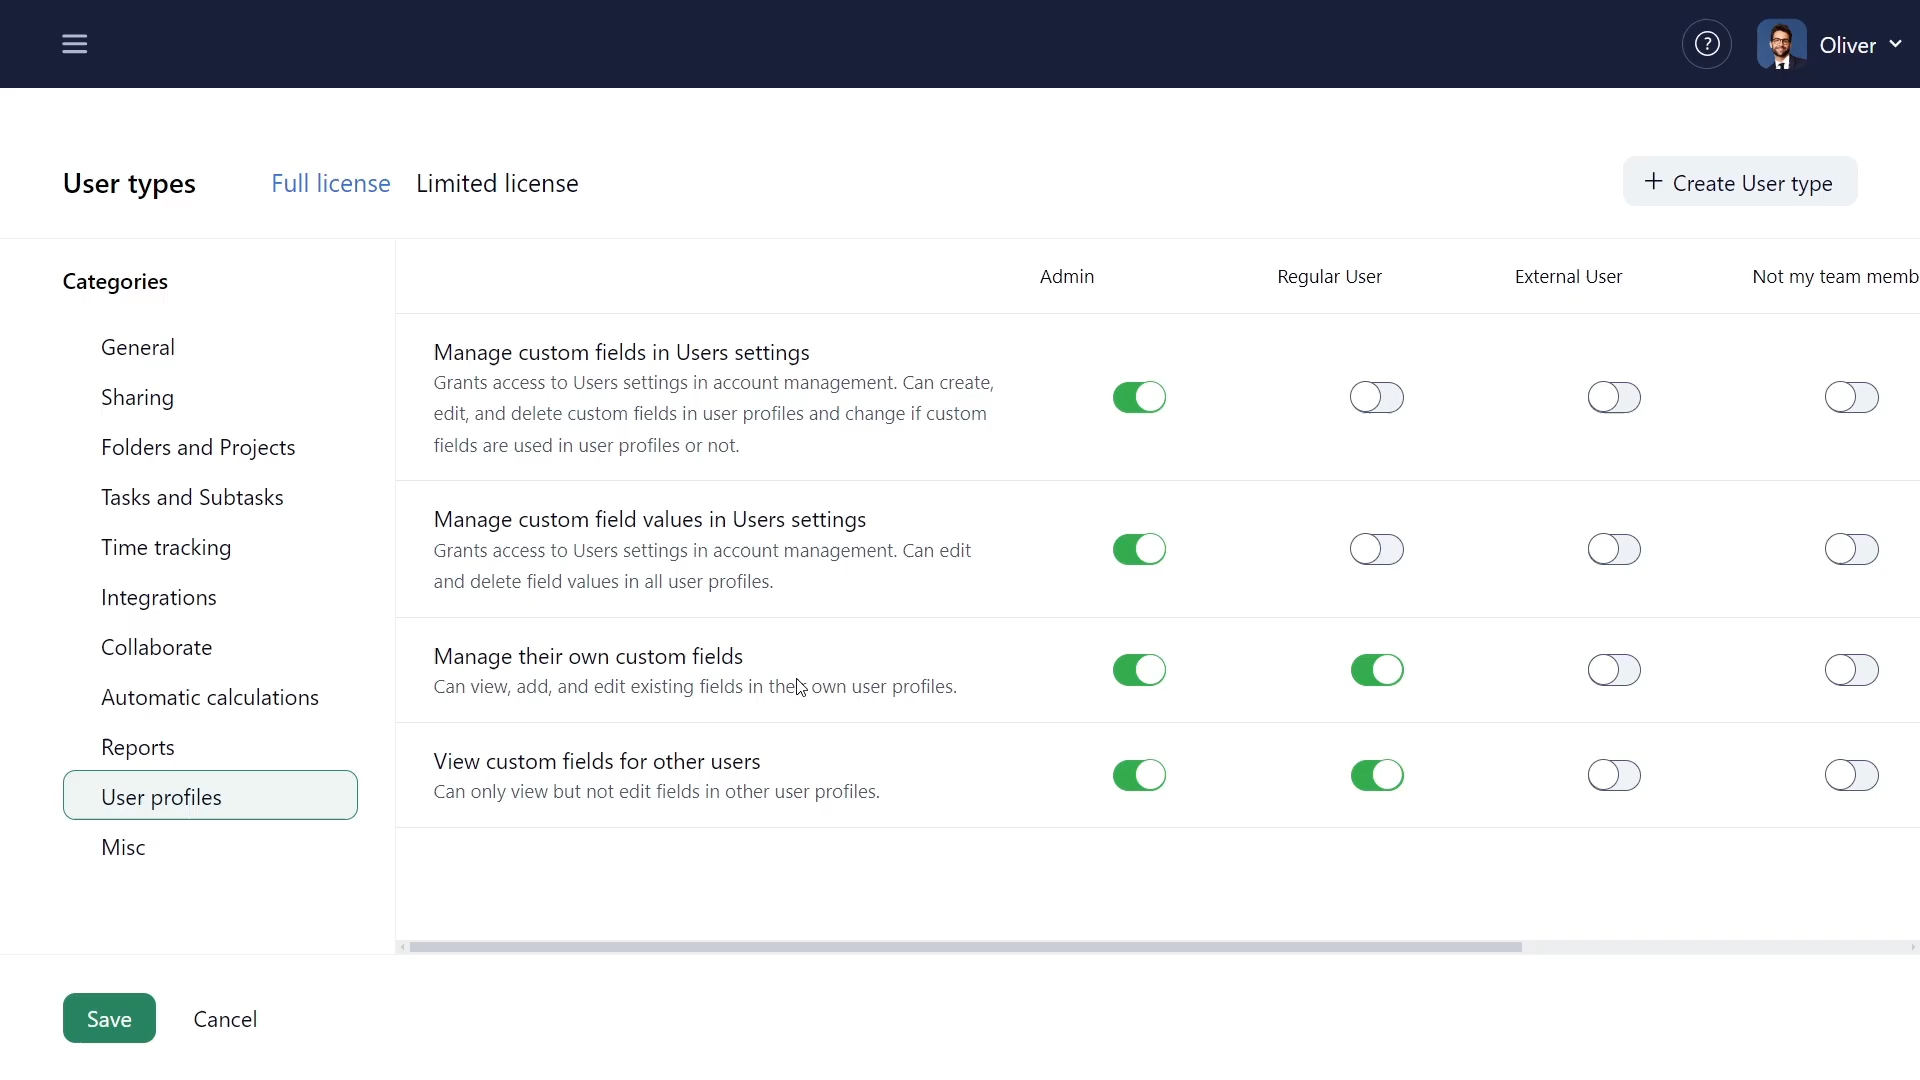 ? Oliver
User types Full license Limited license + Create User type
Categories
Admin Regular User External User Not my team memb
General
Sharing
Folders and Projects
Tasks and Subtasks
Time tracking
Integrations
Collaborate
Automatic calculations
Reports
User profiles
Misc
Manage custom fields in Users settings
Grants access to Users settings in account management. Can create,
edit, and delete custom fields in user profiles and change if custom
fields are used in user profiles or not.
Manage custom field values in Users settings
Grants access to Users settings in account management. Can edit
and delete field values in all user profiles.
Manage their own custom fields
Can view, add, and edit existing fields in their own user profiles.
View custom fields for other users
Can only view but not edit fields in other user profiles.
Save Cancel